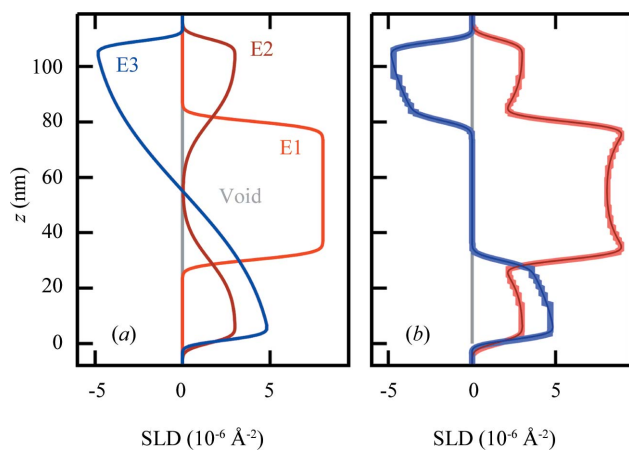 E3
E2
E1
Void
100
80
60
40
20
0
z (nm)
(a)
(b)
-5
0
5
-5
0
5
SLD (10⁻⁶ Å⁻²)
SLD (10⁻⁶ Å⁻²)